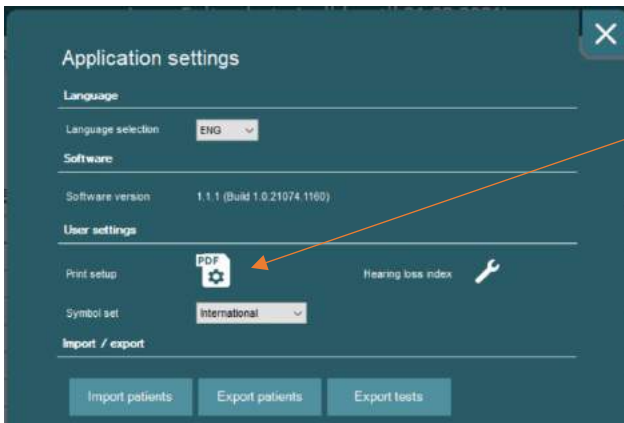 Application settings
Language
Language selection ENG
Software
Software version 1.1.1 (Build 1.0.21074.1160)
User settings
Print setup PDF Hearing loss index
Symbol set International
Import / export
Import patients Export patients Export tests